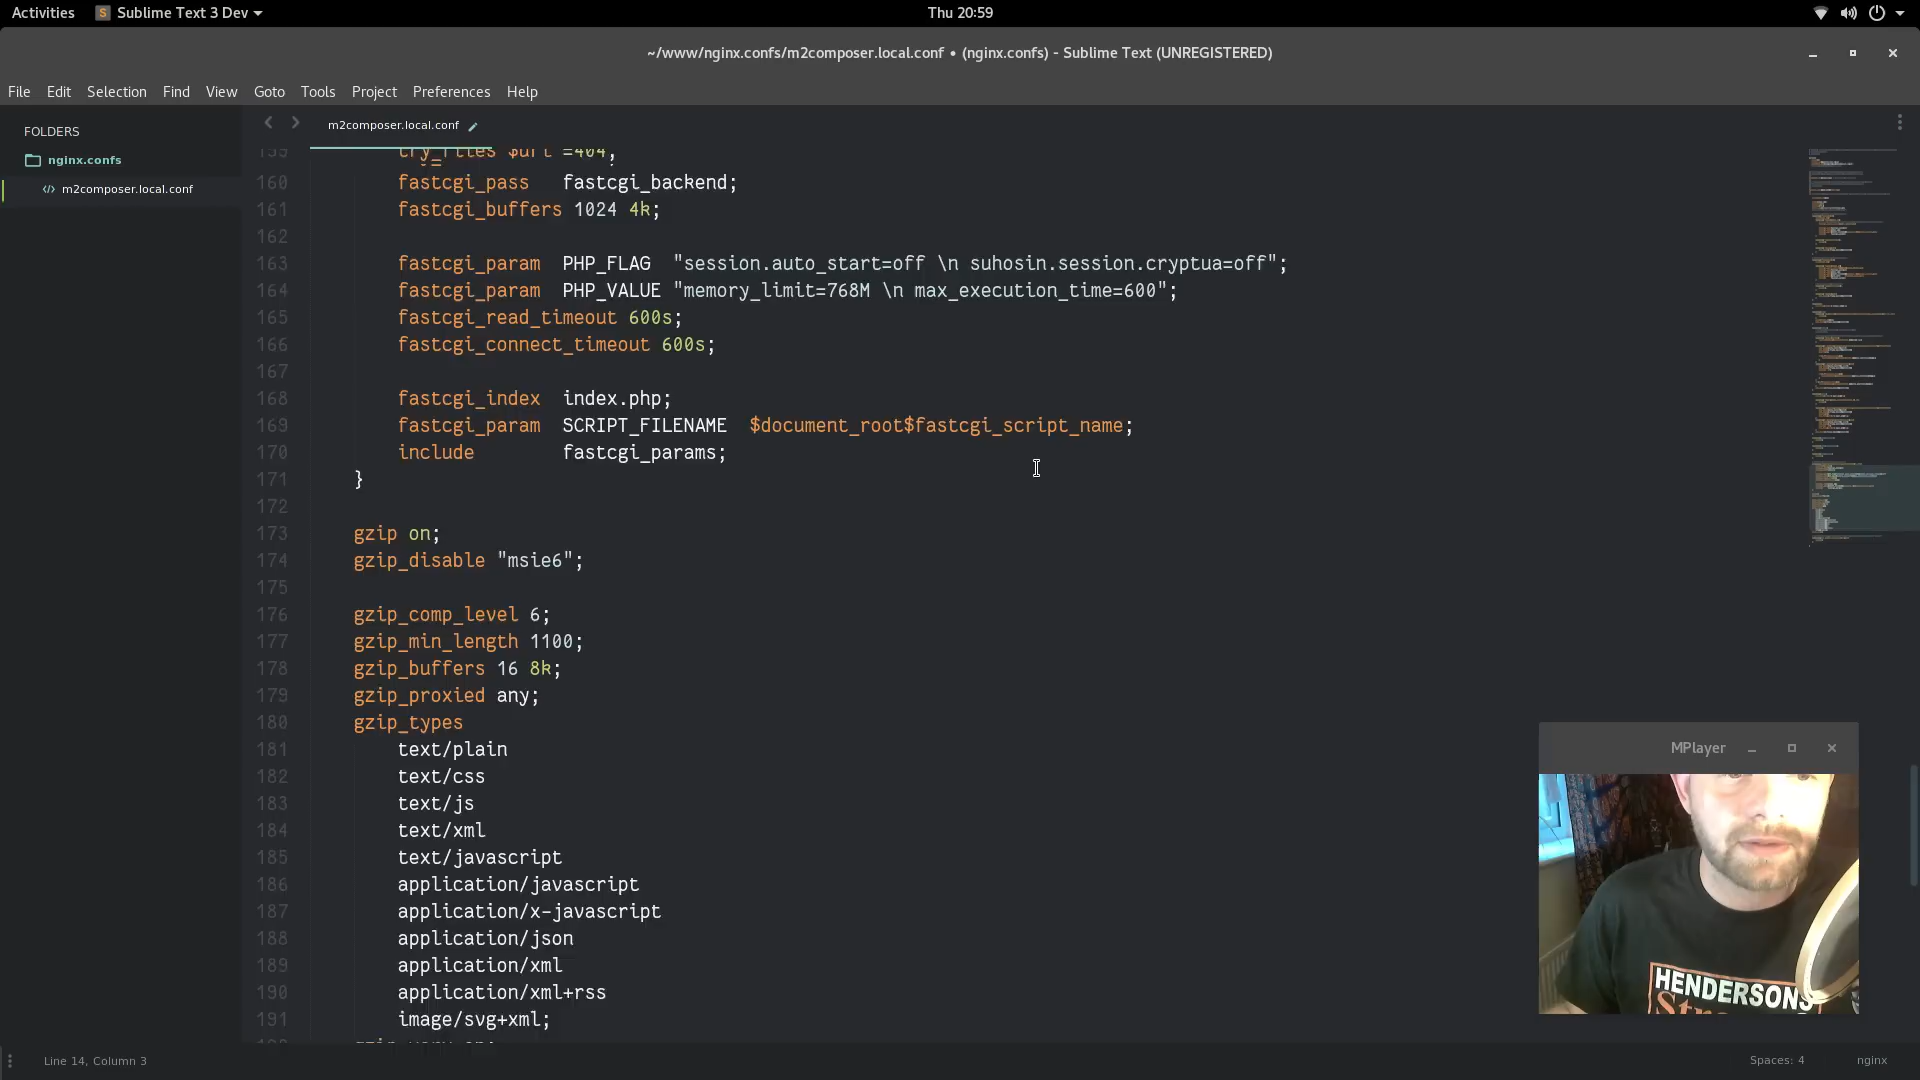 Activities
Sublime Text 3 Dev
Thu 20:59
~/www/nginx.confs/m2composer.local.conf • (nginx.confs) - Sublime Text (UNREGISTERED)
File Edit Selection Find View Goto Tools Project Preferences Help
FOLDERS
nginx.confs
m2composer.local.conf
m2composer.local.conf
159 try_files $uri =404;
160 fastcgi_pass fastcgi_backend;
161 fastcgi_buffers 1024 4k;
162
163 fastcgi_param PHP_FLAG "session.auto_start=off \n suhosin.session.cryptua=off";
164 fastcgi_param PHP_VALUE "memory_limit=768M \n max_execution_time=600";
165 fastcgi_read_timeout 600s;
166 fastcgi_connect_timeout 600s;
167
168 fastcgi_index index.php;
169 fastcgi_param SCRIPT_FILENAME $document_root$fastcgi_script_name;
170 include fastcgi_params;
171 }
172
173 gzip on;
174 gzip_disable "msie6";
175
176 gzip_comp_level 6;
177 gzip_min_length 1100;
178 gzip_buffers 16 8k;
179 gzip_proxied any;
180 gzip_types
181 text/plain
182 text/css
183 text/js
184 text/xml
185 text/javascript
186 application/javascript
187 application/x-javascript
188 application/json
189 application/xml
190 application/xml+rss
191 image/svg+xml;
MPlayer
HENDERSONS
Line 14, Column 3
Spaces: 4
nginx